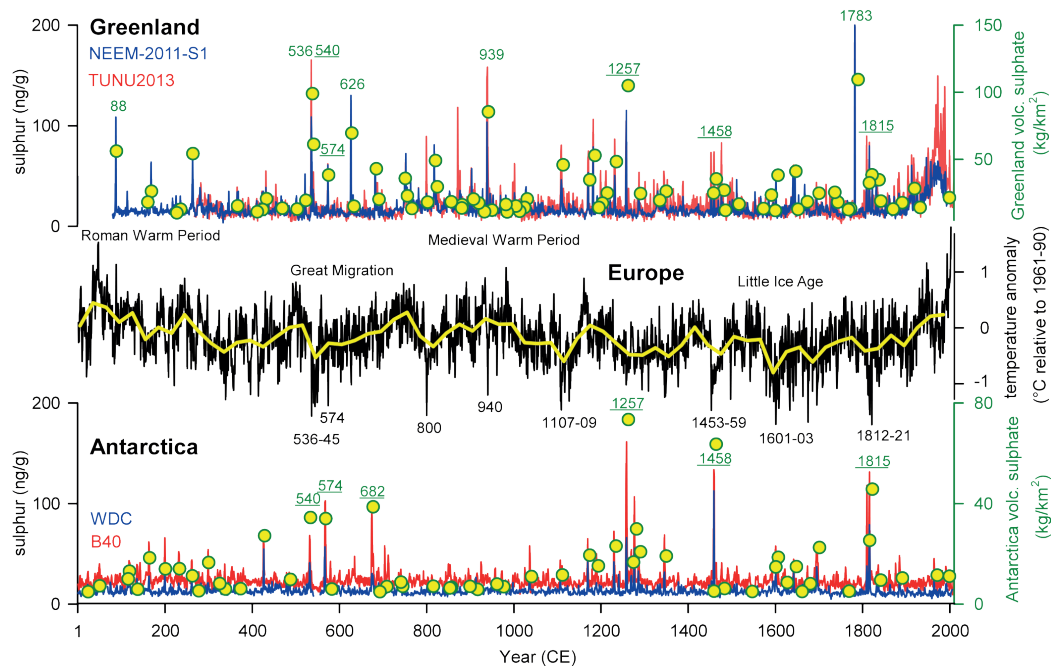 Greenland
NEEM-2011-S1
TUNU2013
200
100
0
sulphur (ng/g)
88
536 540
574
626
939
1257
1458
1783
1815
150
100
50
0
Greenland volc. sulphate
(kg/km²)
Roman Warm Period
Medieval Warm Period
Great Migration
Europe
Little Ice Age
1
0
-1
temperature anomaly
(°C relative to 1961-90)
574
536-45
800
940
1107-09
1453-59
1601-03
1812-21
Antarctica
WDC
B40
200
100
0
sulphur (ng/g)
540
574
682
1257
1458
1815
80
40
0
Antarctica volc. sulphate
(kg/km²)
1 200 400 600 800 1000 1200 1400 1600 1800 2000
Year (CE)